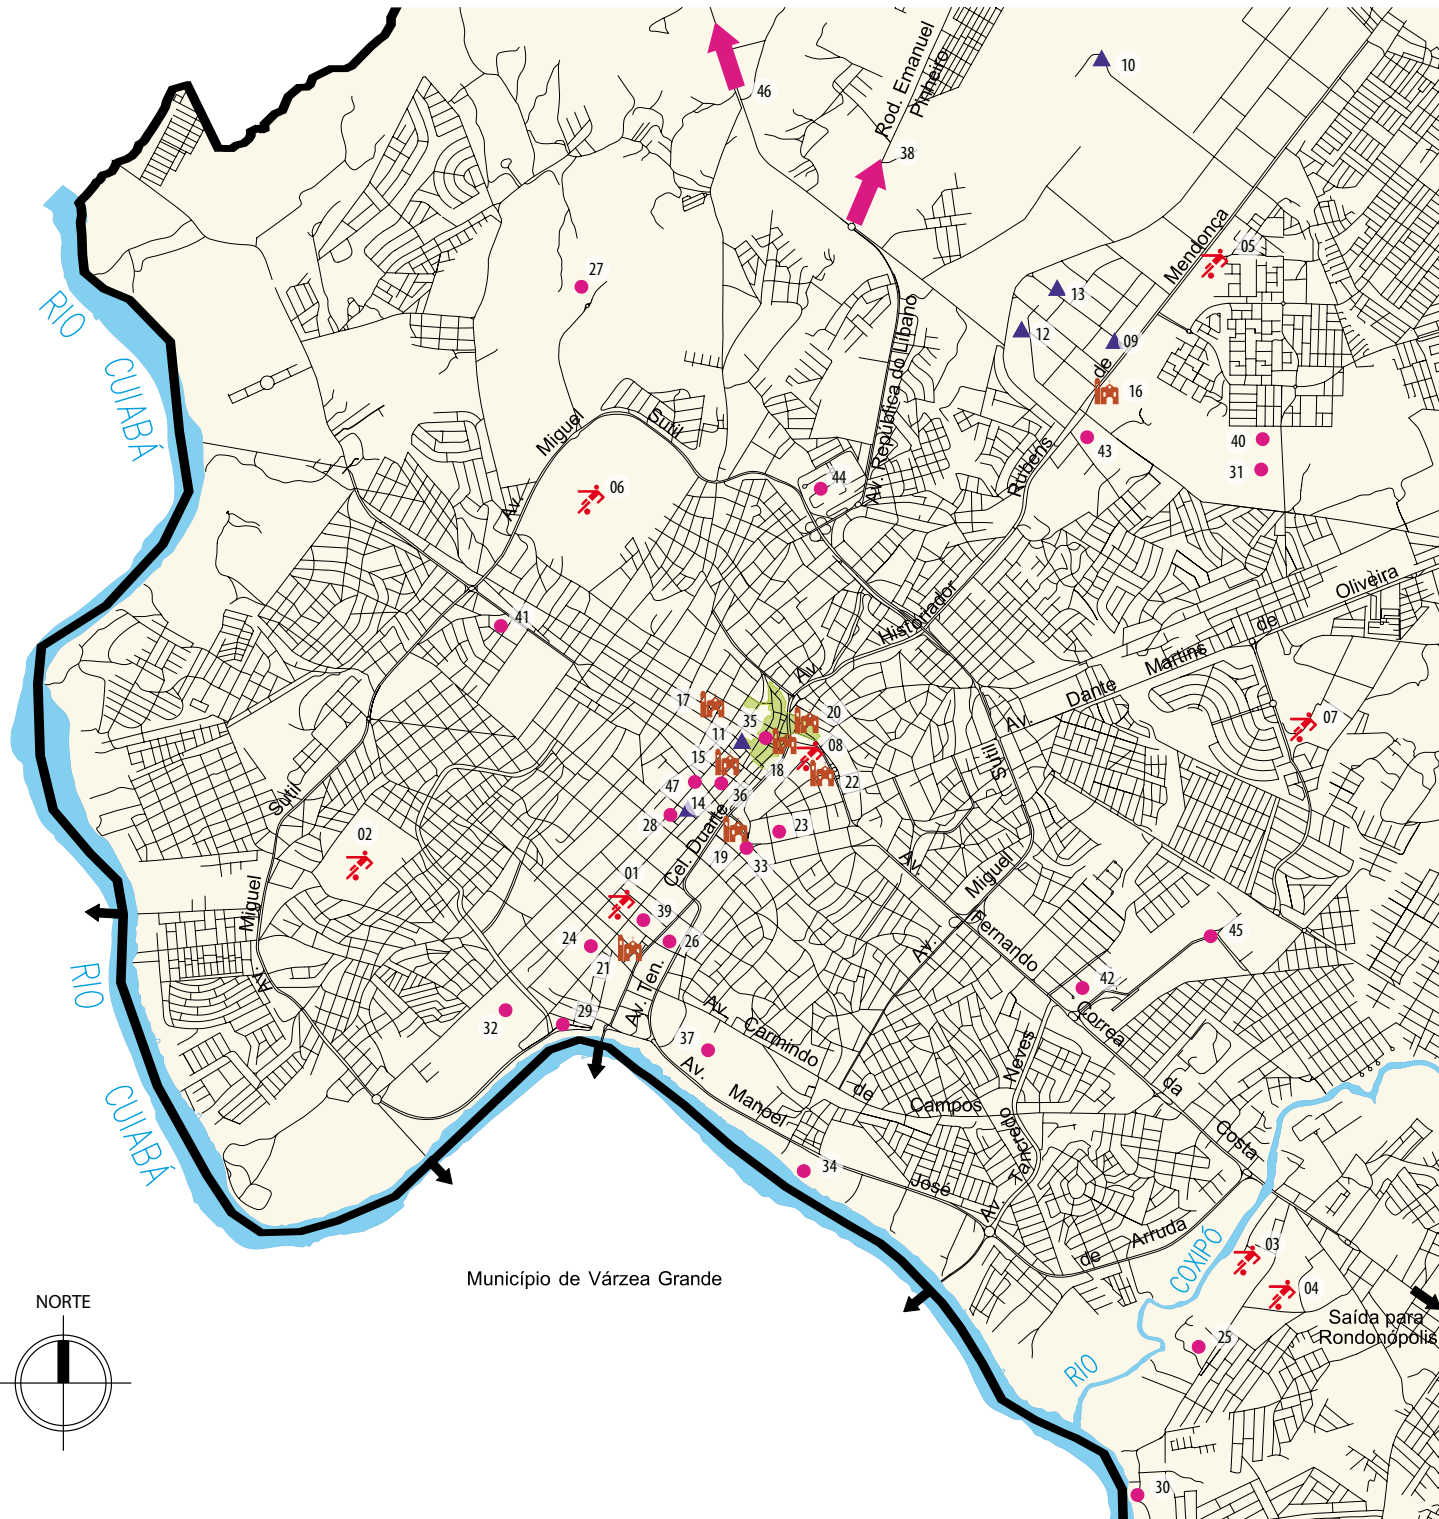 46
Rod. Emanuel
Pinheiro
10
38
Mendonça
05
27
RIO
CUIABÁ
13
12
09
de
Av. República do Líbano
16
Miguel
Sutil
Av.
06
44
43
40
31
Rubens
Historiador
Av.
41
Oliveira
de
Martins
Dante
Av.
17
35
11
20
08
07
15
18
22
Sutil
47
14
36
28
Cel. Duarte
23
19
33
Sutil
02
Miguel
Av.
01
39
24
26
21
Av. Ten.
Av.
Fernando
Correa
da
Costa
Miguel
Av.
45
42
RIO
CUIABÁ
32
29
37
Av.
Carmindo
de
Campos
Av.
Manoel
José
de
Arruda
Neves
Tancredo
Av.
34
03
04
COXIPÓ
RIO
25
Saída para
Rondonópolis
Município de Várzea Grande
NORTE
30